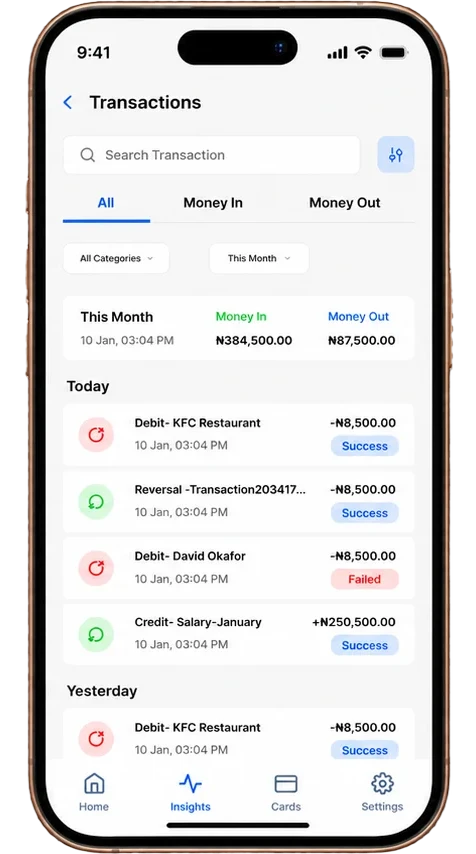 9:41
Transactions
Search Transaction
All Money In Money Out
All Categories This Month
This Month Money In Money Out
10 Jan, 03:04 PM ₦384,500.00 ₦87,500.00
Today
Debit- KFC Restaurant -₦8,500.00
10 Jan, 03:04 PM Success
Reversal -Transaction203417... -₦8,500.00
10 Jan, 03:04 PM Success
Debit- David Okafor -₦8,500.00
10 Jan, 03:04 PM Failed
Credit- Salary-January +₦250,500.00
10 Jan, 03:04 PM Success
Yesterday
Debit- KFC Restaurant -₦8,500.00
10 Jan, 03:04 PM Success
Home Insights Cards Settings